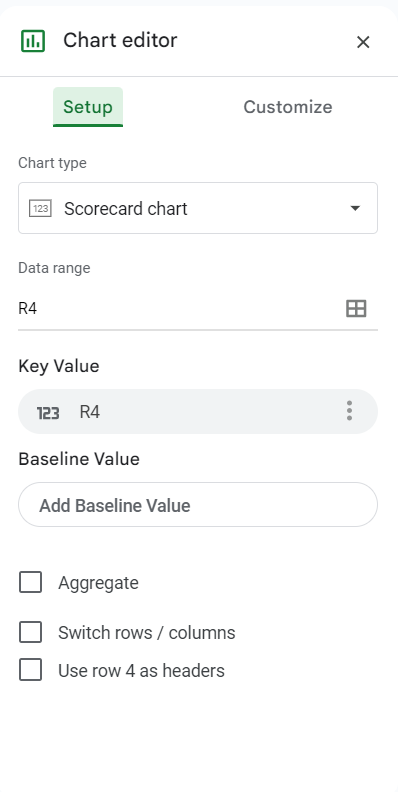 Chart editor
Setup
Customize
Chart type
123 Scorecard chart
Data range
R4
Key Value
123 R4
Baseline Value
Add Baseline Value
Aggregate
Switch rows / columns
Use row 4 as headers